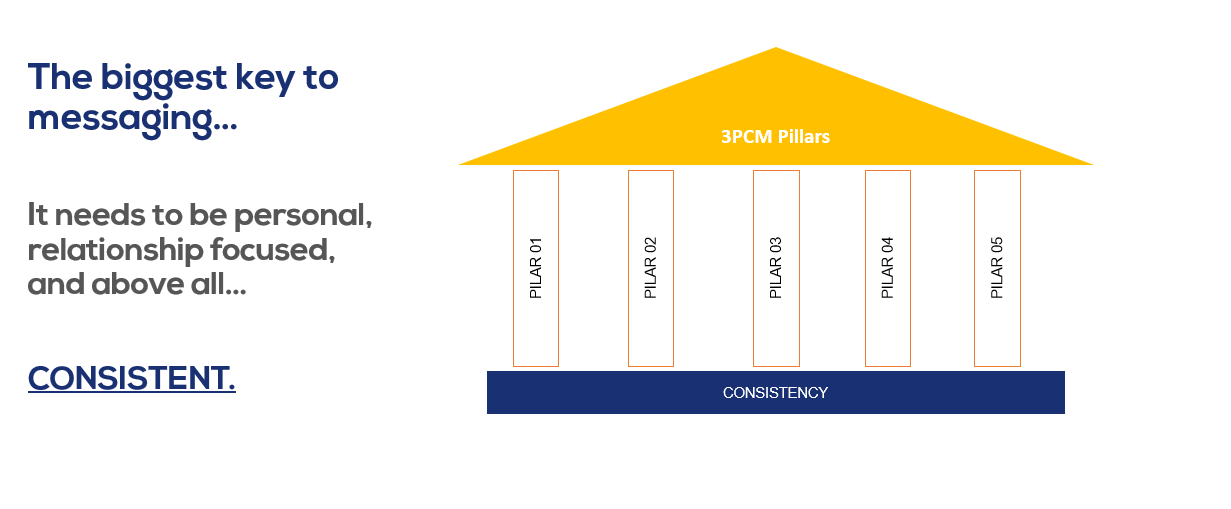 The biggest key to
messaging...
It needs to be personal,
relationship focused,
and above all...
CONSISTENT.
3PCM Pillars
PILAR 01
PILAR 02
PILAR 03
PILAR 04
PILAR 05
CONSISTENCY